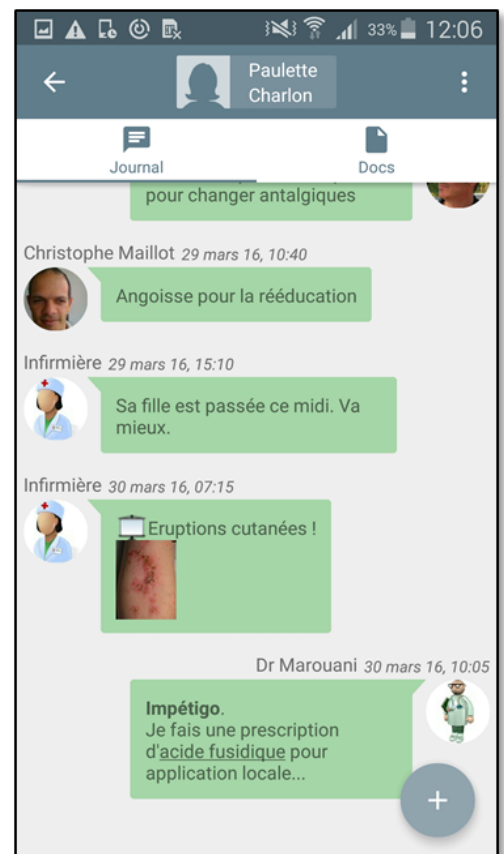 33% 12:06
Paulette
Charlon
Journal Docs
pour changer antalgiques
Christophe Maillot 29 mars 16, 10:40
Angoisse pour la rééducation
Infirmière 29 mars 16, 15:10
Sa fille est passée ce midi. Va
mieux.
Infirmière 30 mars 16, 07:15
Eruptions cutanées !
Dr Marouani 30 mars 16, 10:05
Impétigo.
Je fais une prescription
d'acide fusidique pour
application locale...
+